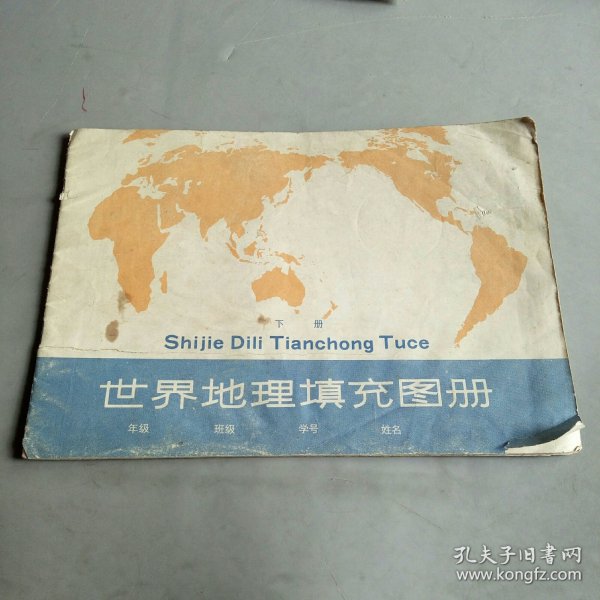 下 册
Shijie Dili Tianchong Tuce
世界地理填充图册
年级 班级 学号 姓名
孔夫子旧書网
www.kongfz.com